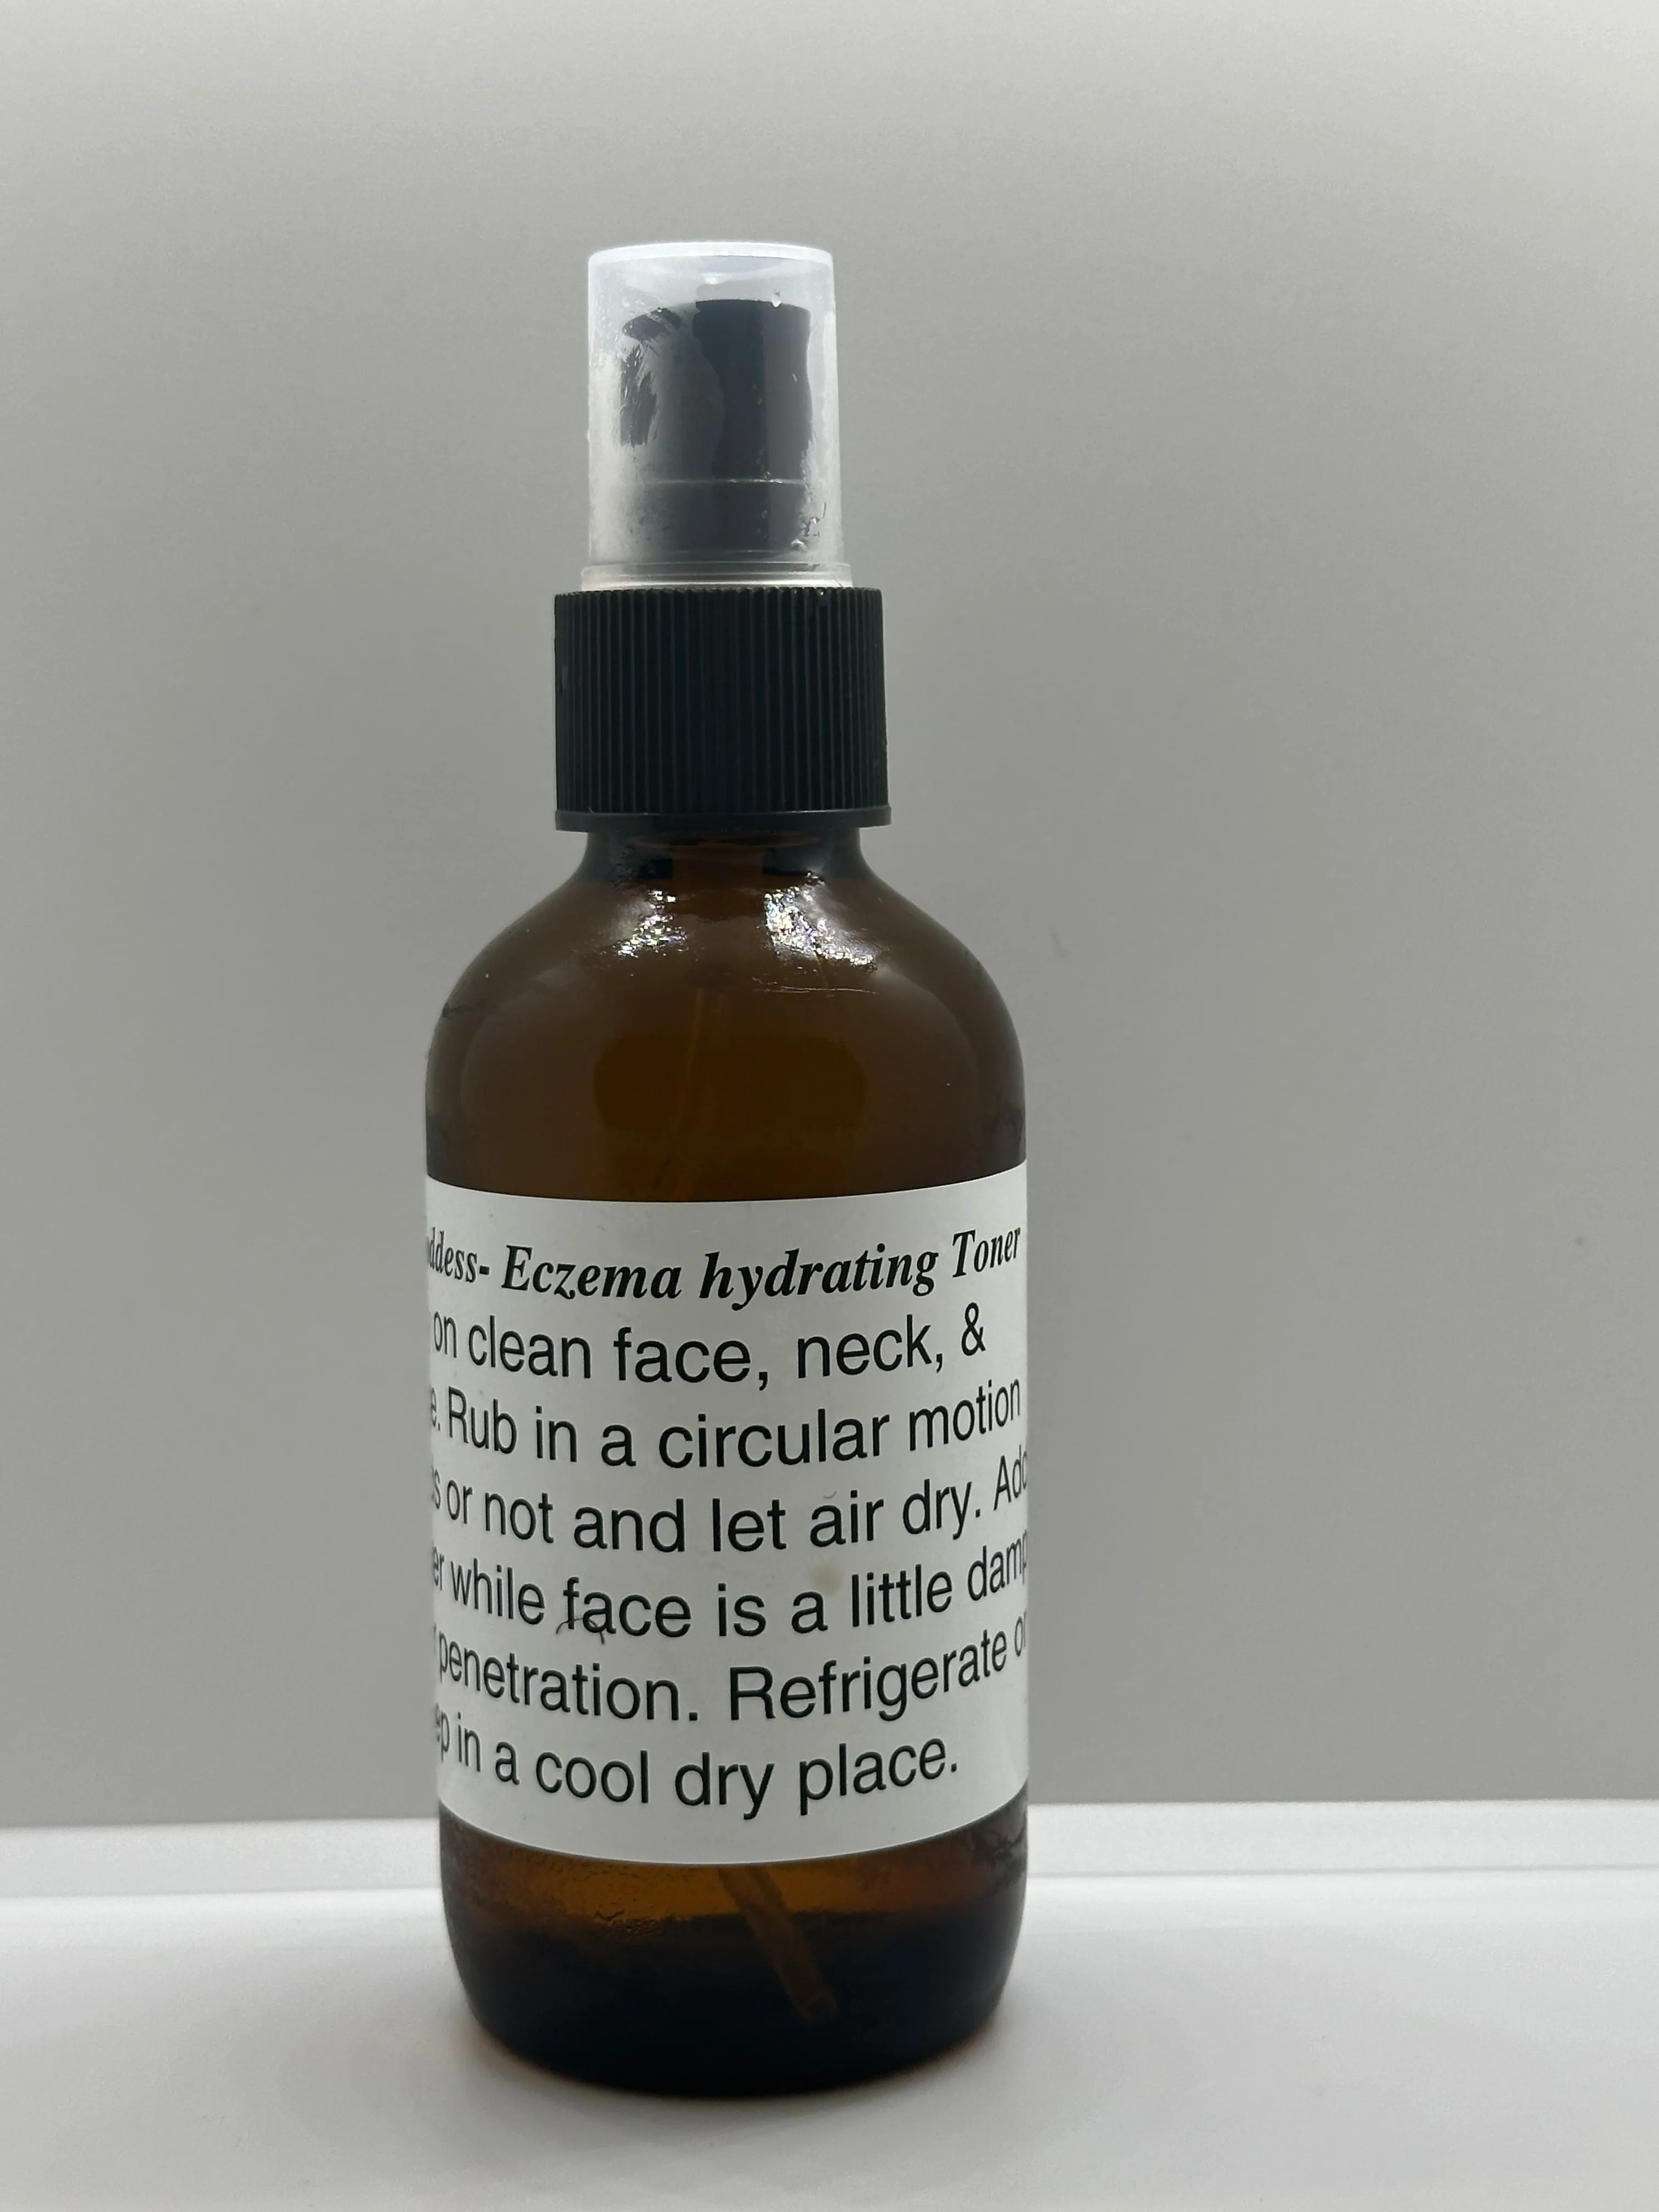 Eczema hydrating Toner
on clean face, neck, &
Rub in a circular motion
or not and let air dry.
while face is a little damp
penetration. Refrigerate
in a cool dry place.